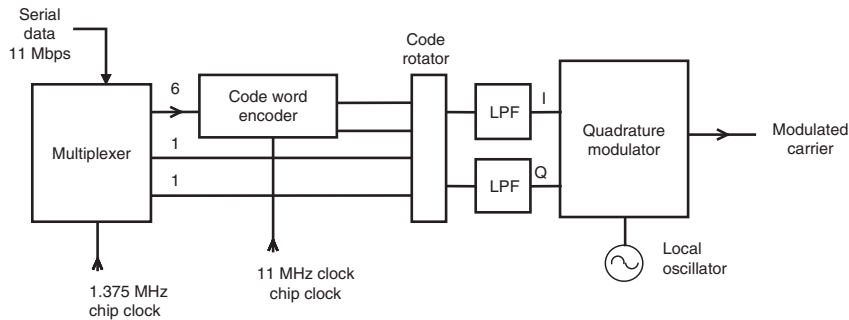 Serial
data
11 Mbps
Multiplexer
6
1
1
Code word
encoder
Code
rotator
LPF
LPF
I
Q
Quadrature
modulator
Modulated
carrier
Local
oscillator
11 MHz clock
chip clock
1.375 MHz
chip clock